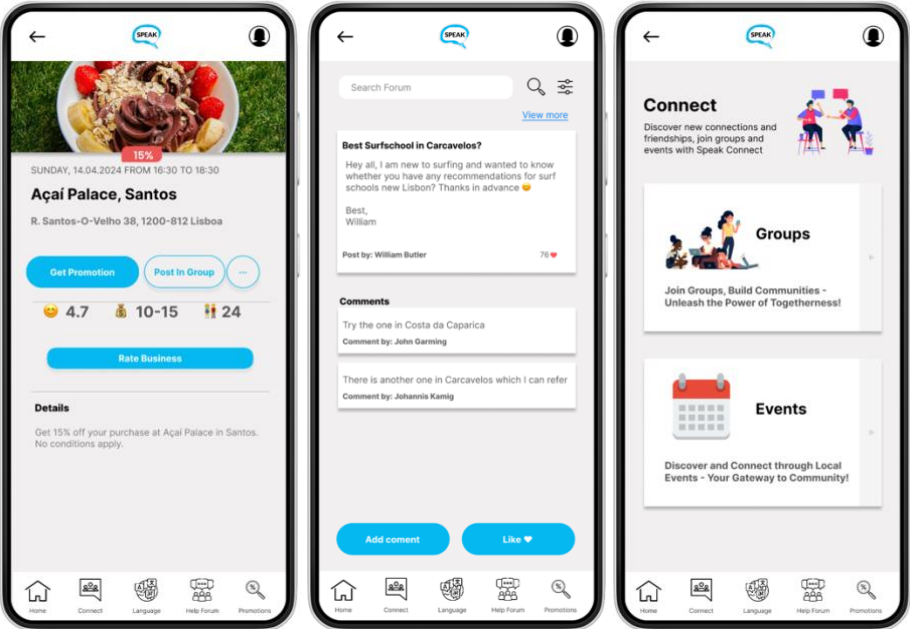 SPEAK
15%
SUNDAY, 14.04.2024 FROM 16:30 TO 18:30
Açaí Palace, Santos
R. Santos-O-Velho 38, 1200-812 Lisboa
Get Promotion
Post In Group
...
4.7
10-15
24
Rate Business
Details
Get 15% off your purchase at Açaí Palace in Santos.
No conditions apply.
Home
Connect
Language
Help Forum
Promotions
SPEAK
Search Forum
View more
Best Surfschool in Carcavelos?
Hey all, I am new to surfing and wanted to know
whether you have any recommendations for surf
schools new Lisbon? Thanks in advance 😊
Best,
William
Post by: William Butler
76 ❤
Comments
Try the one in Costa da Caparica
Comment by: John Garming
There is another one in Carcavelos which I can refer
Comment by: Johannis Kamig
Add coment
Like ♥
Home
Connect
Language
Help Forum
Promotions
SPEAK
Connect
Discover new connections and
friendships, join groups and
events with Speak Connect
Groups
Join Groups, Build Communities -
Unleash the Power of Togetherness!
Events
Discover and Connect through Local
Events - Your Gateway to Community!
Home
Connect
Language
Help Forum
Promotions